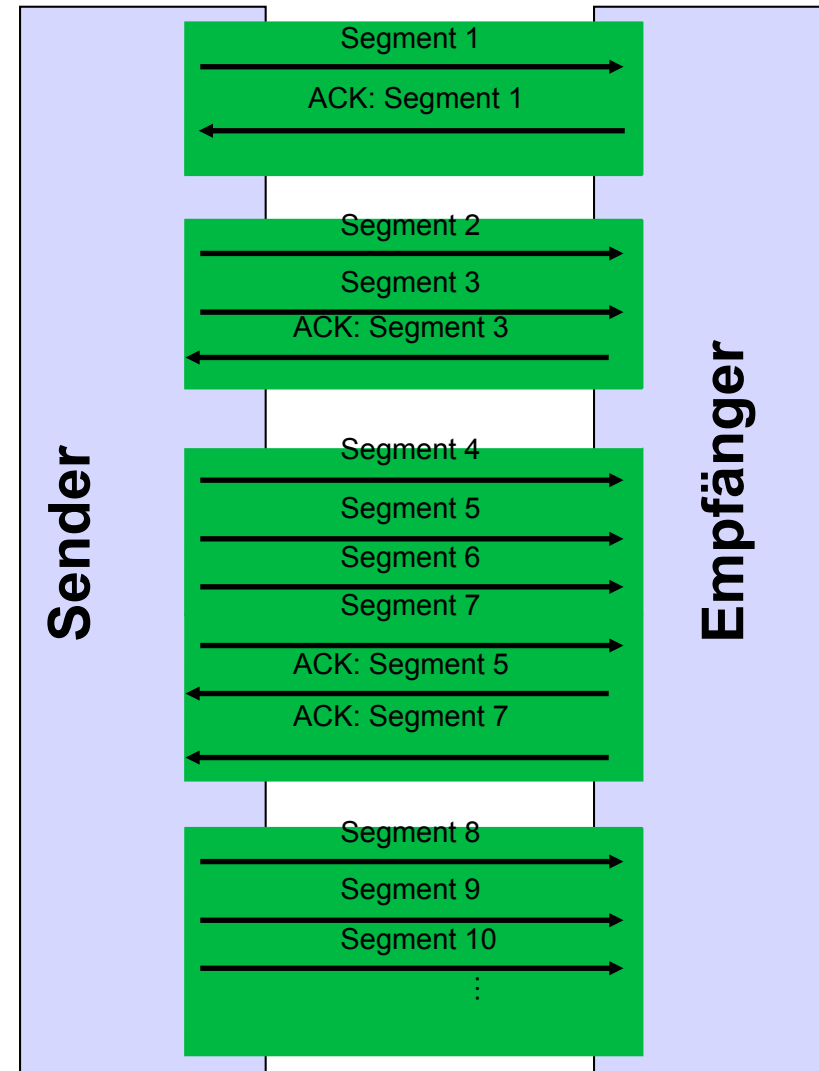 Segment 1
ACK: Segment 1
Segment 2
Segment 3
ACK: Segment 3
Segment 4
Segment 5
Segment 6
Segment 7
ACK: Segment 5
ACK: Segment 7
Segment 8
Segment 9
Segment 10
...
Sender
Empfänger